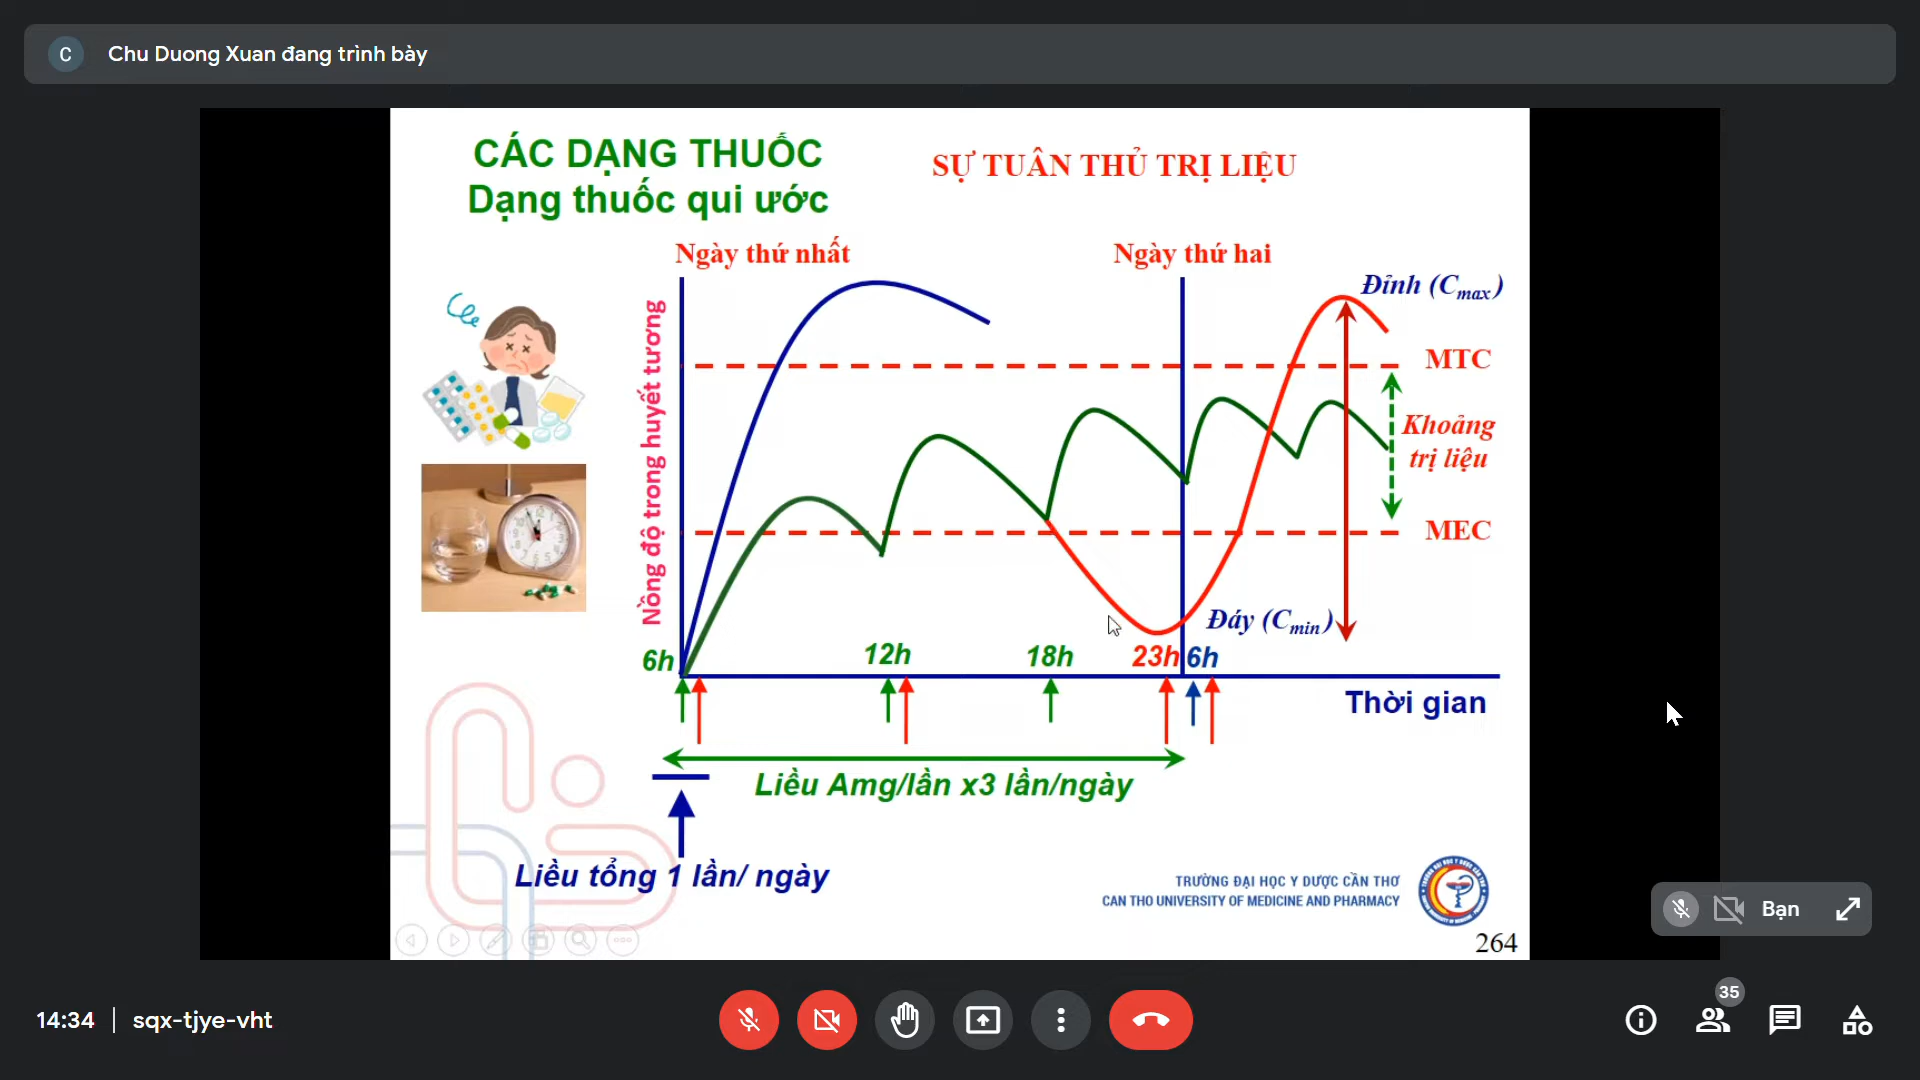 C
Chu Duong Xuan đang trình bày
CÁC DẠNG THUỐC
Dạng thuốc qui ước
SỰ TUÂN THỦ TRỊ LIỆU
Ngày thứ nhất
Ngày thứ hai
Đỉnh (Cmax)
Nồng độ trong huyết tương
MTC
Khoảng
trị liệu
MEC
Đáy (Cmin)
6h
12h
18h
23h
6h
Thời gian
Liều Amg/lần x3 lần/ngày
Liều tổng 1 lần/ ngày
TRƯỜNG ĐẠI HỌC Y DƯỢC CẦN THƠ
CAN THO UNIVERSITY OF MEDICINE AND PHARMACY
264
Bạn
14:34 | sqx-tjye-vht
35